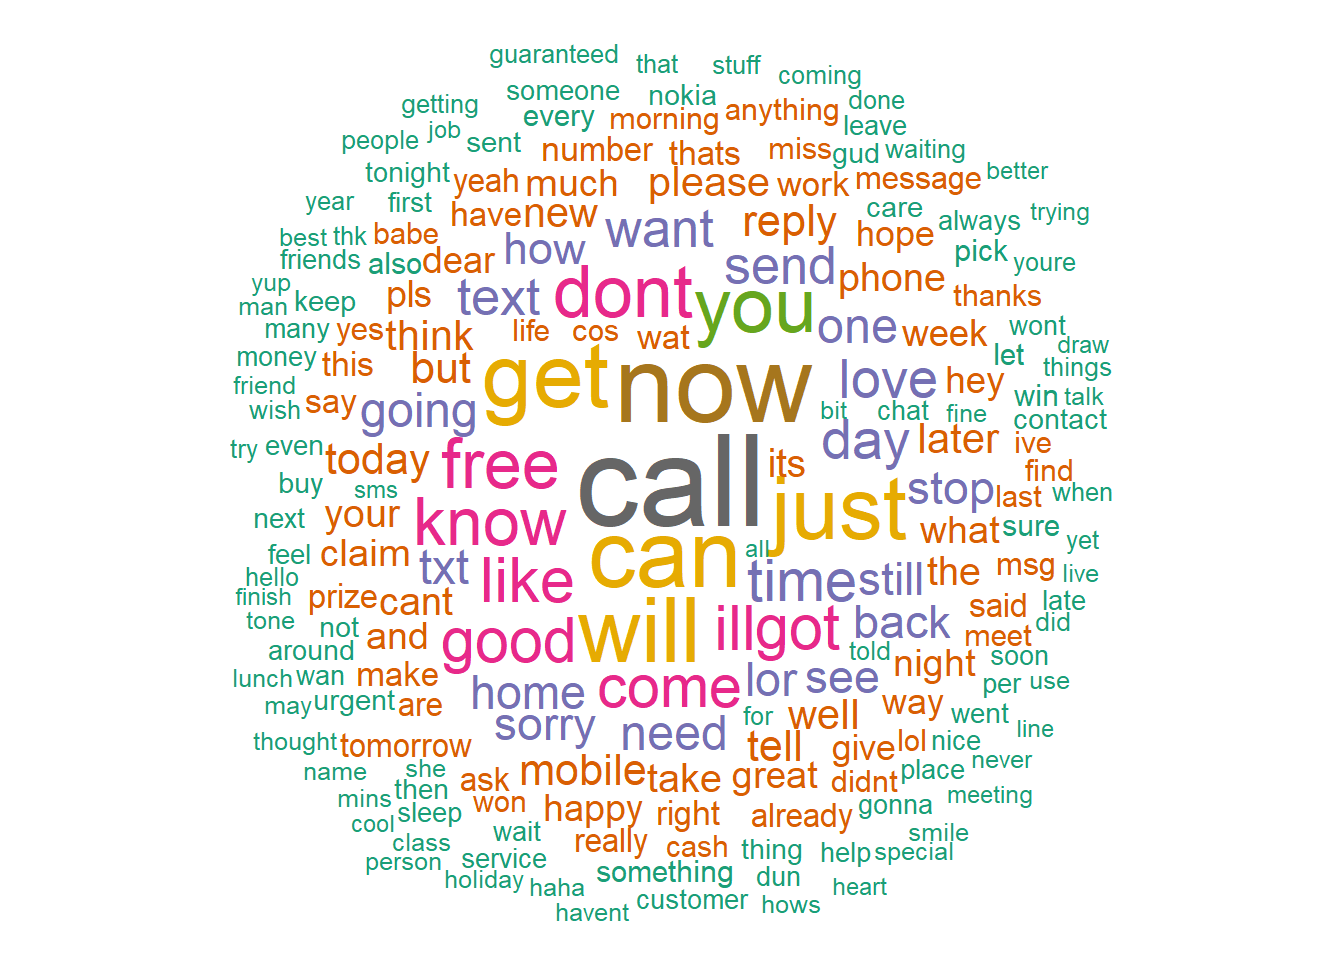 guaranteed that stuff coming
getting someone nokia done
people job sent every morning anything leave
number thats miss gud waiting
tonight yeah much please work message better
year first have new want reply care always trying
best thk babe how hope pick
friends also dear send phone youre
yup pls text dont you thanks
man keep one week wont
many yes think life cos wat let draw
money this but get now love hey things
friend say going win talk
wish bit chat fine contact
try even today free day later ive
buy sms call its find
next your know just stop last when
feel claim txt can all what sure yet
hello like time still the msg live
finish prize cant said late
tone not and good will ill got back meet did
around told night soon
lunch wan make home come lor see per use
may urgent are for well way went
thought tomorrow sorry need tell give lol nice line
name she ask mobile take great didnt place never
mins then won happy right already gonna meeting
cool sleep wait really cash smile
class service thing help special
person something dun
holiday haha customer heart
havent hows